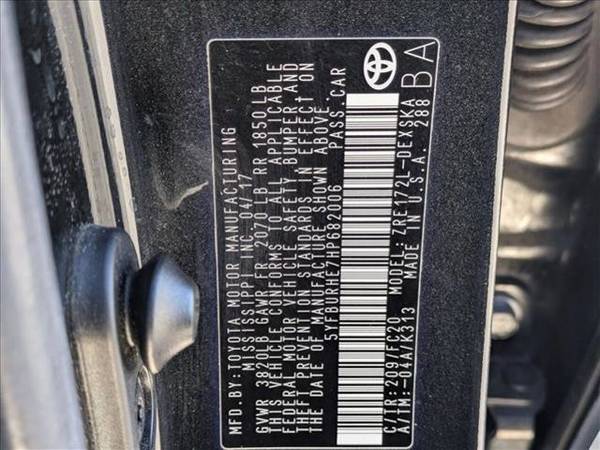 MFD.BY: TOYOTA MOTOR MANUFACTURING
MISSISSIPPI INC. 04/17
GVWR 3820LB GAWR FR 2070 LB RR 1850LB
THIS VEHICLE CONFORMS TO ALL APPLICABLE
FEDERAL MOTOR VEHICLE SAFETY, BUMPER AND
THEFT PREVENTION STANDARDS IN EFFECT ON
THE DATE OF MANUFACTURE SHOWN ABOVE.
5YFBURHE7HP682006 PASS.CAR
C/TR: 209/FC20 MODEL: ZRE172L-DEXSKA
A/TM: -04A/K313 MADE IN U.S.A. 288
BA